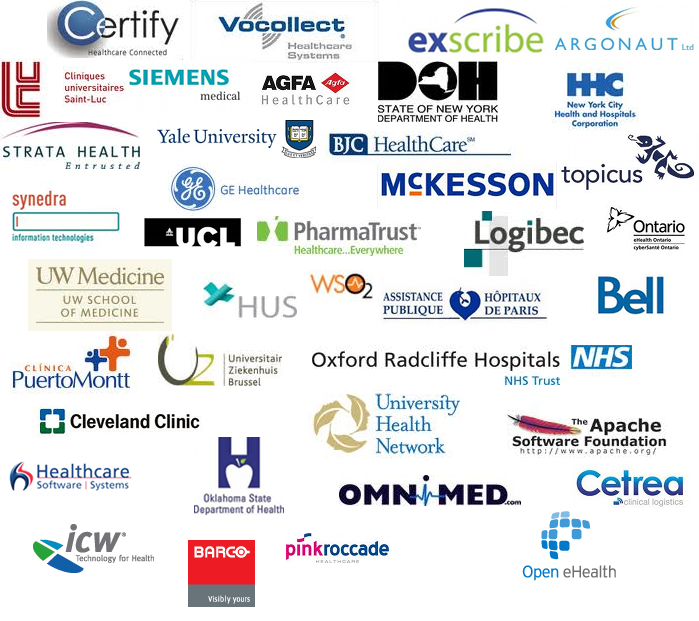 Certify
Healthcare Connected
Vocollect
Healthcare
Systems
exscribe
ARGONAUT Ltd
Cliniques
universitaires
Saint-Luc
SIEMENS
medical
AGFA
Agfa
HealthCare
DOH
STATE OF NEW YORK
DEPARTMENT OF HEALTH
HHC
New York City
Health and Hospitals
Corporation
STRATA HEALTH
Entrusted
Yale University
BJC HealthCare℠
topicus
GE Healthcare
McKESSON
synedra
information technologies
UCL
PharmaTrust
Healthcare...Everywhere
Logibec
Ontario
eHealth Ontario
cyberSanté Ontario
UW Medicine
UW SCHOOL
OF MEDICINE
HUS
WSO2
ASSISTANCE
PUBLIQUE
HÔPITAUX
DE PARIS
Bell
CLÍNICA
PuertoMontt
UZ
Universitair
Ziekenhuis
Brussel
Oxford Radcliffe Hospitals
NHS
NHS Trust
Cleveland Clinic
University
Health
Network
The Apache
Software Foundation
http://www.apache.org/
Healthcare
Software | Systems
H
Oklahoma State
Department of Health
OMNIMED.com
Cetrea
clinical logistics
icw®
Technology for Health
BARCO
Visibly yours
pinkroccade
HEALTHCARE
Open eHealth